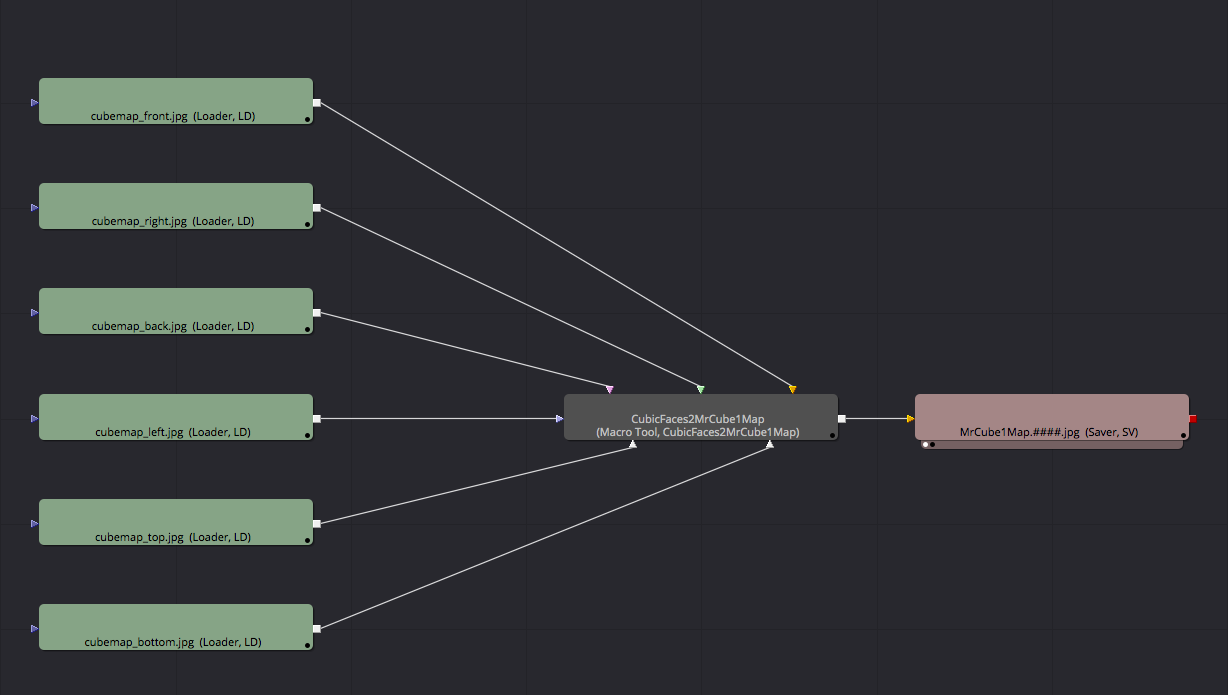 cubemap_front.jpg (Loader, LD)
cubemap_right.jpg (Loader, LD)
cubemap_back.jpg (Loader, LD)
cubemap_left.jpg (Loader, LD)
CubicFaces2MrCube1Map
(Macro Tool, CubicFaces2MrCube1Map)
MrCube1Map.####.jpg (Saver, SV)
cubemap_top.jpg (Loader, LD)
cubemap_bottom.jpg (Loader, LD)